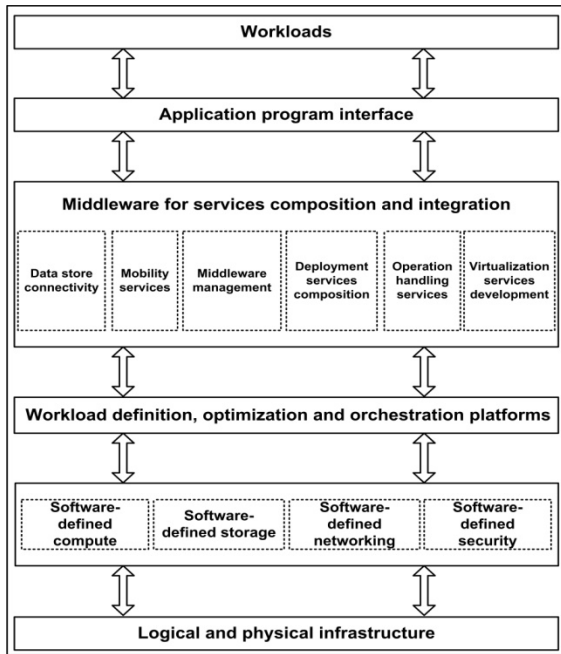 Workloads
Application program interface
Middleware for services composition and integration
Data store
connectivity
Mobility
services
Middleware
management
Deployment
services
composition
Operation
handling
services
Virtualization
services
development
Workload definition, optimization and orchestration platforms
Software-
defined
compute
Software-
defined storage
Software-
defined
networking
Software-
defined
security
Logical and physical infrastructure